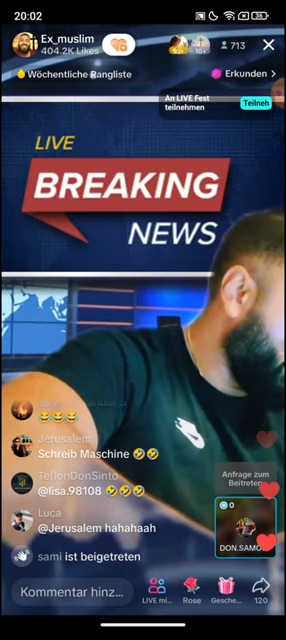 20:02
36
Ex_muslim
404.2K Likes
713
Wöchentliche Rangliste
Erkunden >
An LIVE Fest
teilnehmen
Teilneh
LIVE
BREAKING
NEWS
Jerusalem
Schreib Maschine 🤣🤣
TetlonDonSinto
@lisa.98108 🤣🤣🤣
Luca
@Jerusalem hahahaah
sami ist beigetreten
Anfrage zum
Beitreten
0
DON.SAMO
Kommentar hinz...
LIVE mi...
Rose
Gesche...
120